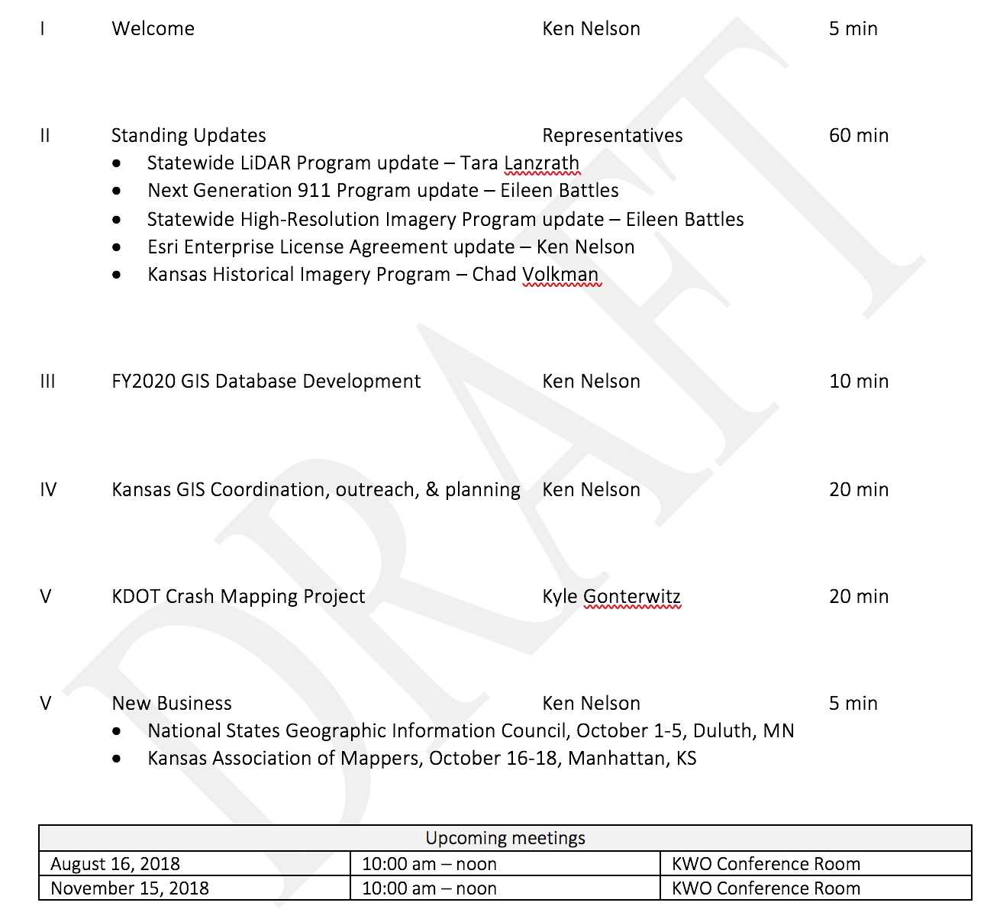 I Welcome Ken Nelson 5 min
II Standing Updates Representatives 60 min
• Statewide LiDAR Program update – Tara Lanzrath
• Next Generation 911 Program update – Eileen Battles
• Statewide High-Resolution Imagery Program update – Eileen Battles
• Esri Enterprise License Agreement update – Ken Nelson
• Kansas Historical Imagery Program – Chad Volkman
III FY2020 GIS Database Development Ken Nelson 10 min
IV Kansas GIS Coordination, outreach, & planning Ken Nelson 20 min
V KDOT Crash Mapping Project Kyle Gonterwitz 20 min
V New Business Ken Nelson 5 min
• National States Geographic Information Council, October 1-5, Duluth, MN
• Kansas Association of Mappers, October 16-18, Manhattan, KS
Upcoming meetings
August 16, 2018 10:00 am – noon KWO Conference Room
November 15, 2018 10:00 am – noon KWO Conference Room
DRAFT